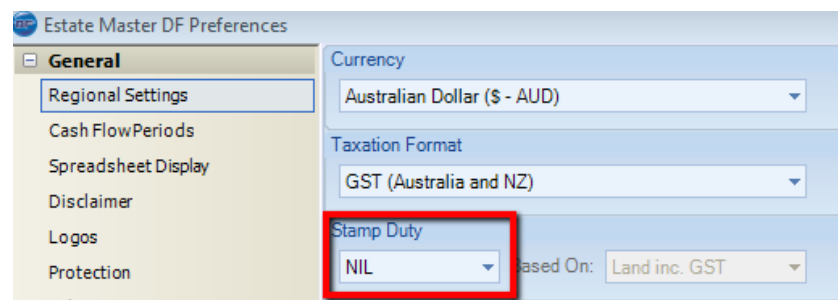 Estate Master DF Preferences
General
Regional Settings
Cash Flow Periods
Spreadsheet Display
Disclaimer
Logos
Protection
Currency
Australian Dollar ($ - AUD)
Taxation Format
GST (Australia and NZ)
Stamp Duty
NIL Based On: Land inc. GST